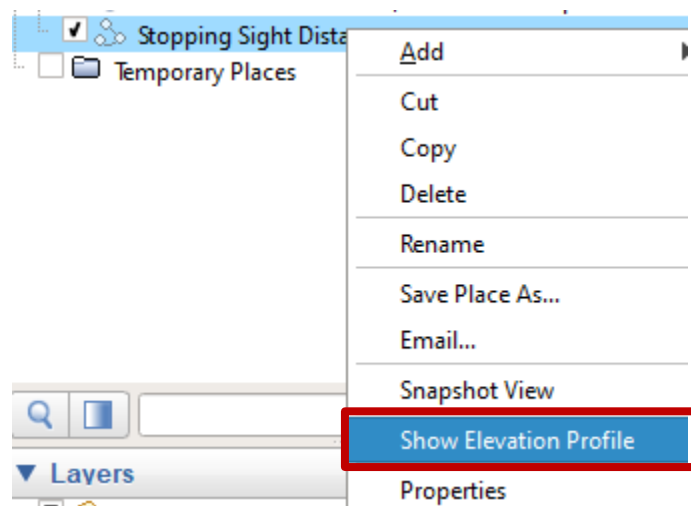 Stopping Sight Dista
Temporary Places
Add
Cut
Copy
Delete
Rename
Save Place As...
Email...
Snapshot View
Show Elevation Profile
Properties
Layers